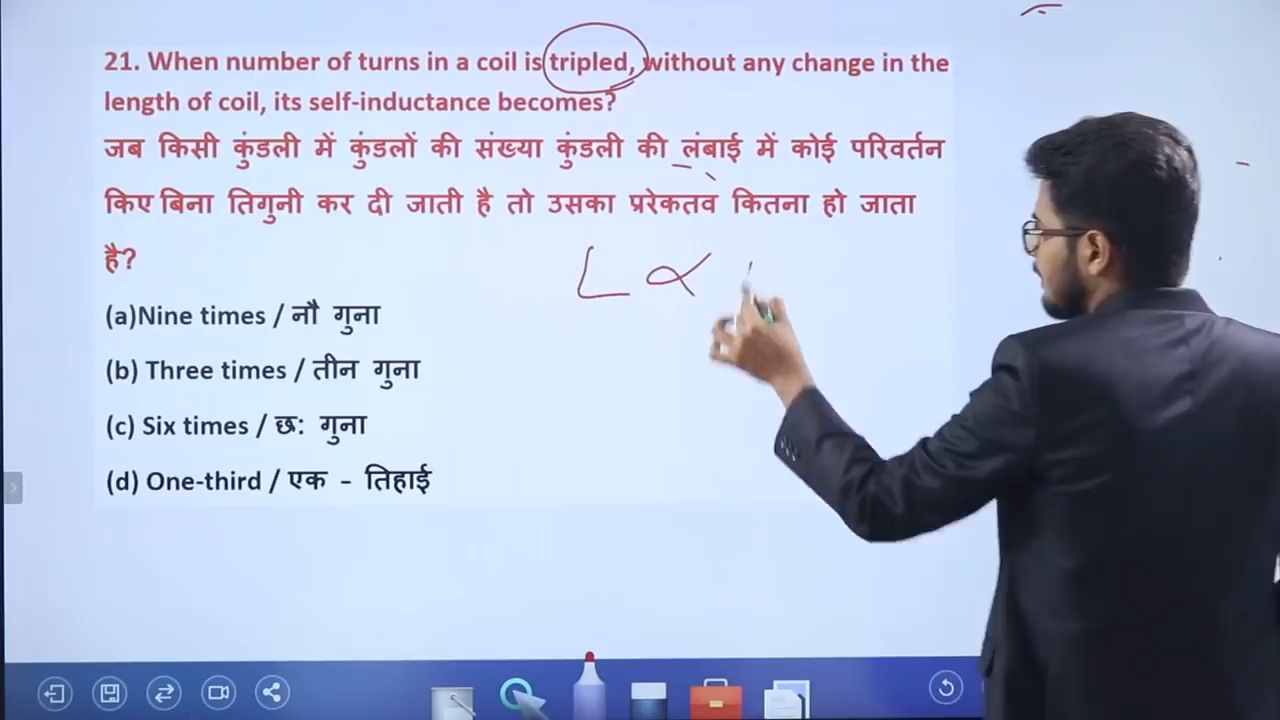 21. When number of turns in a coil is tripled, without any change in the
length of coil, its self-inductance becomes?
जब किसी कुंडली में कुंडलों की संख्या कुंडली की लंबाई में कोई परिवर्तन
किए बिना तिगुनी कर दी जाती है तो उसका प्ररेकतव कितना हो जाता
है?
L ∝
(a)Nine times / नौ गुना
(b) Three times / तीन गुना
(c) Six times / छ: गुना
(d) One-third / एक - तिहाई